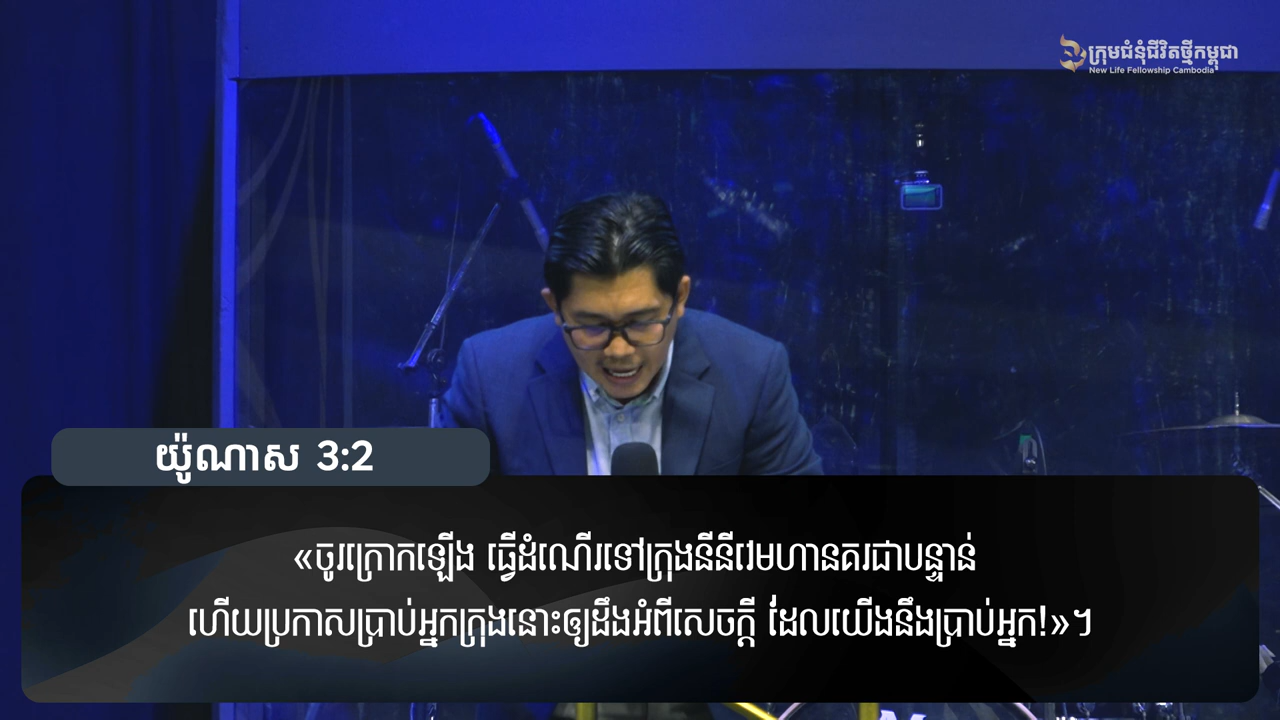 ក្រុមជំនុំជីវិតថ្មីកម្ពុជា
New Life Fellowship Cambodia
យ៉ូណាស 3:2
«ចូរក្រោកឡើង ធ្វើដំណើរទៅក្រុងនីនីវេមហានគរជាបន្ទាន់
ហើយប្រកាសប្រាប់អ្នកក្រុងនោះឲ្យដឹងអំពីសេចក្ដី ដែលយើងនឹងប្រាប់អ្នក!»។